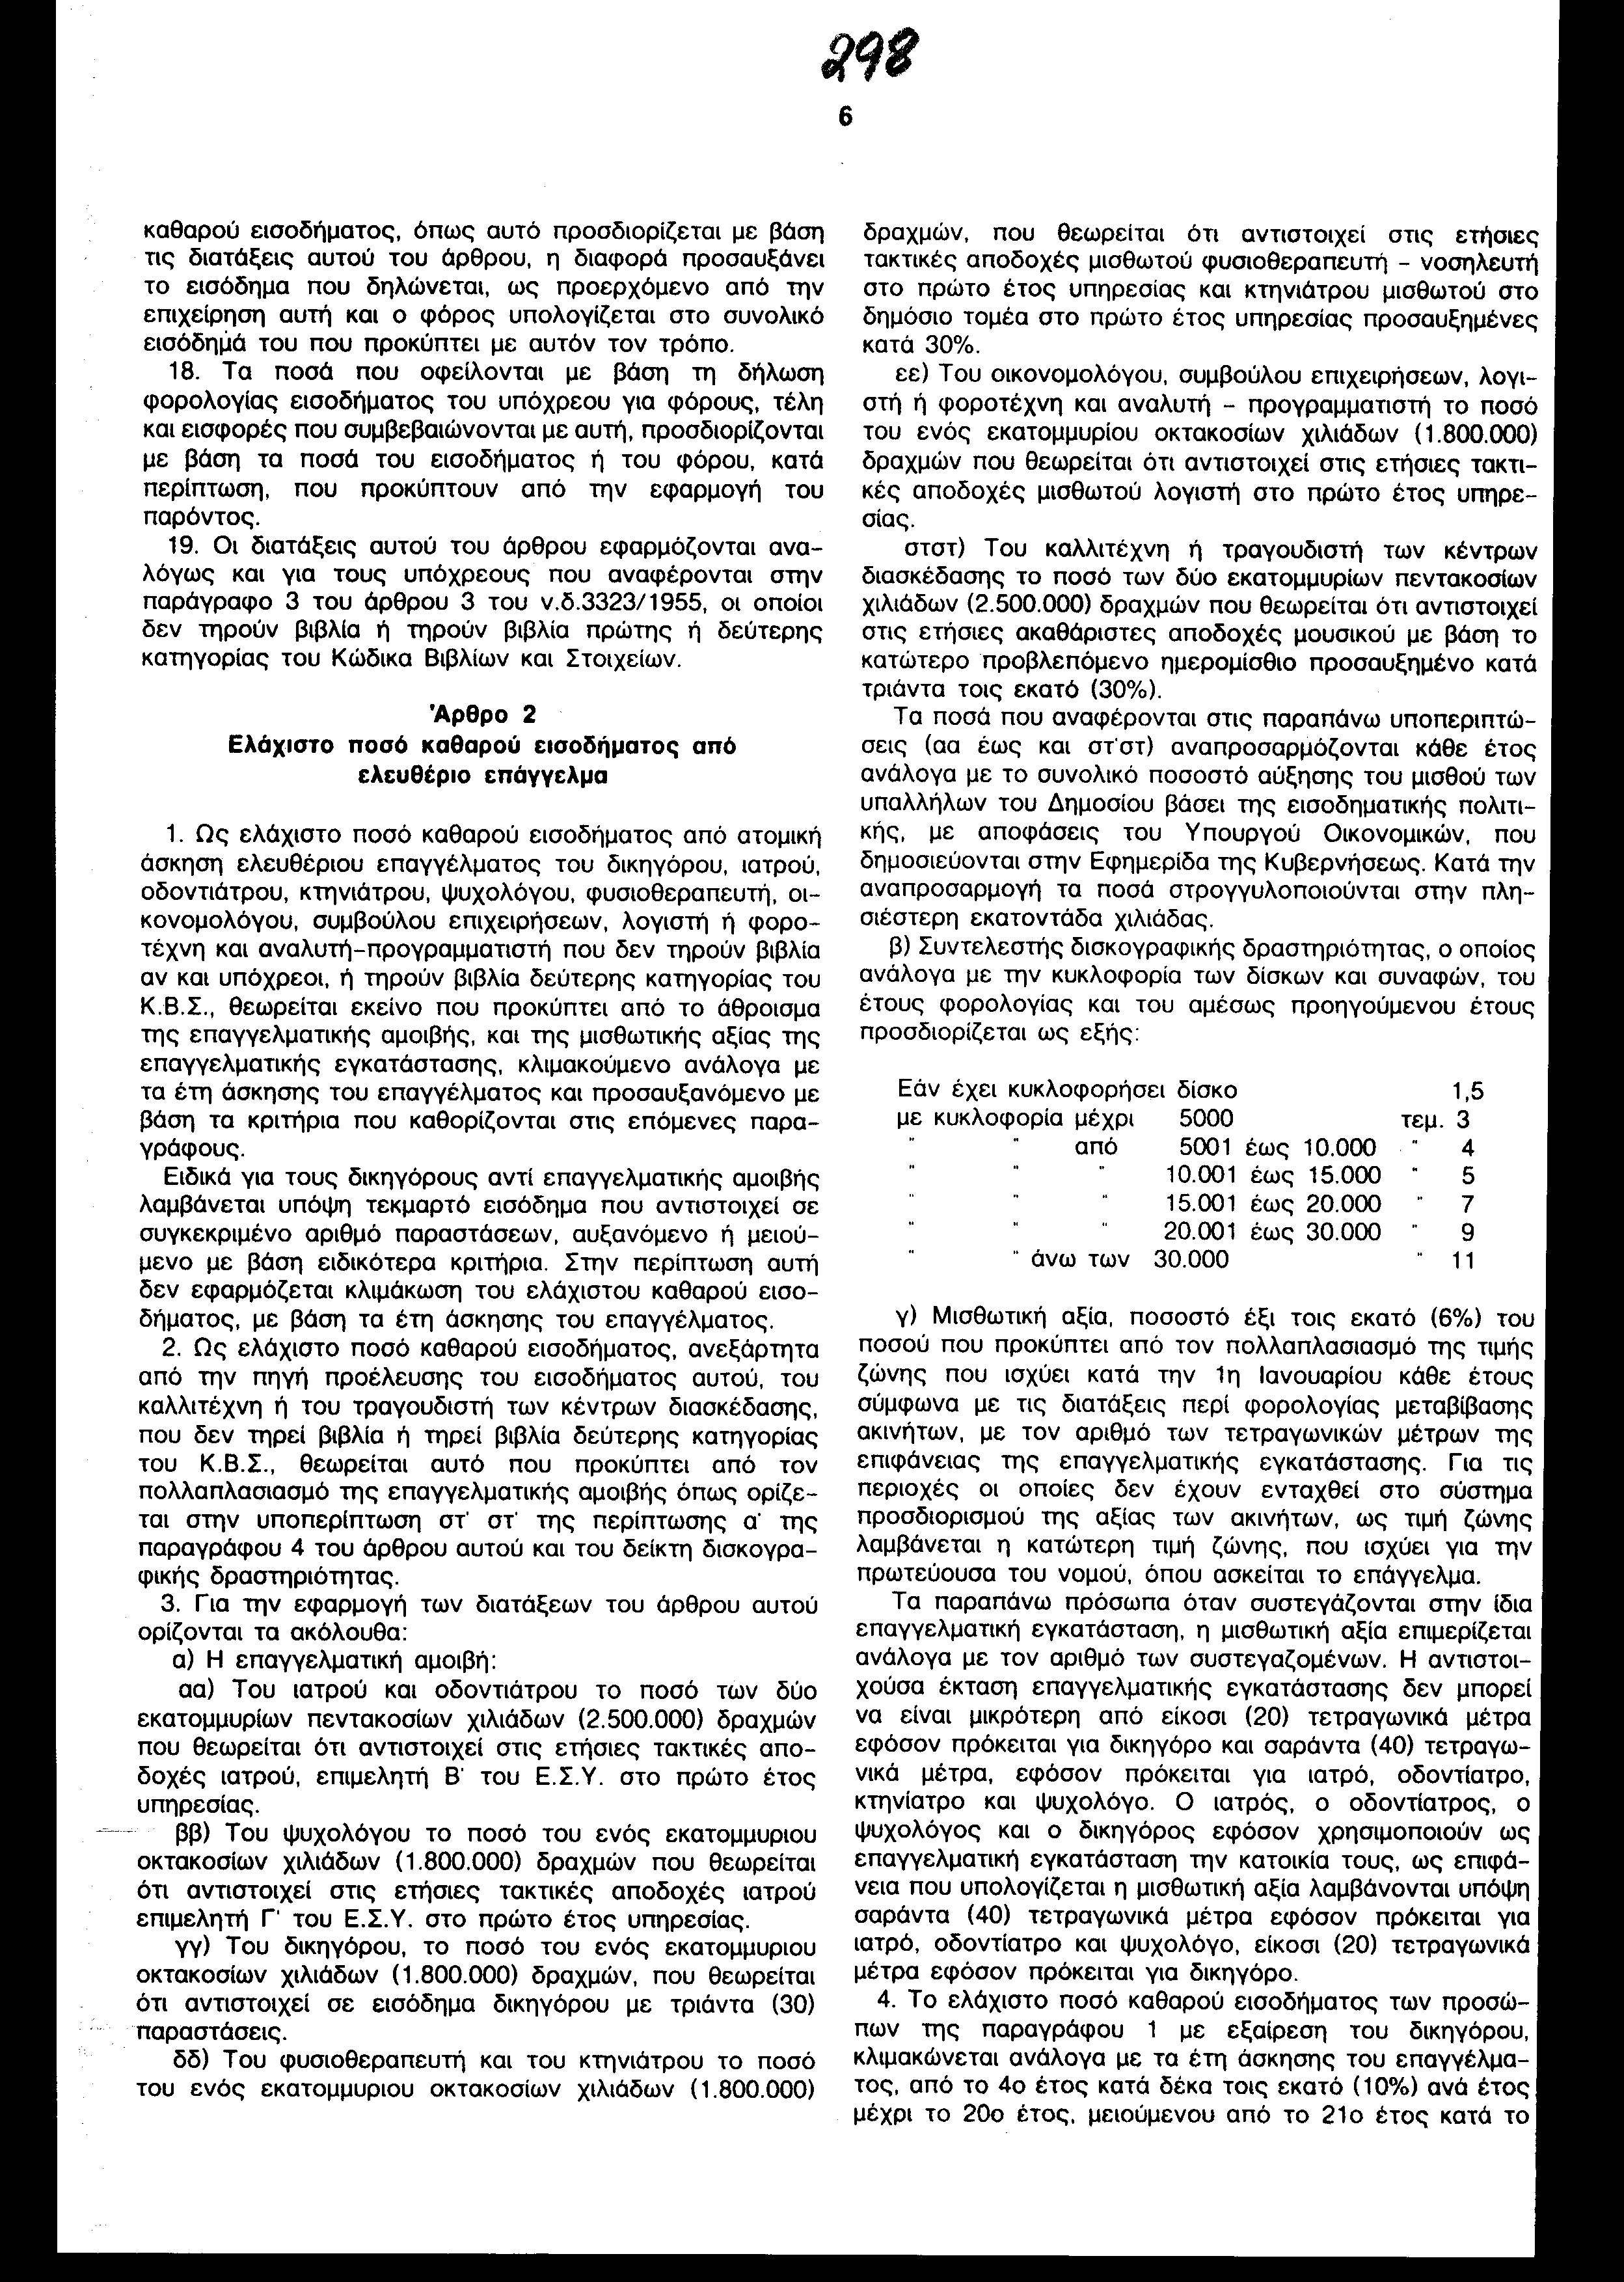 298
6
καθαρού εισοδήματος, όπως αυτό προσδιορίζεται με βάση
τις διατάξεις αυτού του άρθρου, η διαφορά προσαυξάνει
το εισόδημα που δηλώνεται, ως προερχόμενο από την
επιχείρηση αυτή και ο φόρος υπολογίζεται στο συνολικό
εισόδημά του που προκύπτει με αυτόν τον τρόπο.
18. Τα ποσά που οφείλονται με βάση τη δήλωση
φορολογίας εισοδήματος του υπόχρεου για φόρους, τέλη
και εισφορές που συμβεβαιώνονται με αυτή, προσδιορίζονται
με βάση τα ποσά του εισοδήματος ή του φόρου, κατά
περίπτωση, που προκύπτουν από την εφαρμογή του
παρόντος.
19. Οι διατάξεις αυτού του άρθρου εφαρμόζονται ανα-
λόγως και για τους υπόχρεους που αναφέρονται στην
παράγραφο 3 του άρθρου 3 του ν.δ.3323/1955, οι οποίοι
δεν τηρούν βιβλία ή τηρούν βιβλία πρώτης ή δεύτερης
κατηγορίας του Κώδικα Βιβλίων και Στοιχείων.
Άρθρο 2
Ελάχιστο ποσό καθαρού εισοδήματος από
ελευθέριο επάγγελμα
1. Ως ελάχιστο ποσό καθαρού εισοδήματος από ατομική
άσκηση ελευθέριου επαγγέλματος του δικηγόρου, ιατρού,
οδοντιάτρου, κτηνιάτρου, ψυχολόγου, φυσιοθεραπευτή, οι-
κονομολόγου, συμβούλου επιχειρήσεων, λογιστή ή φορο-
τέχνη και αναλυτή-προγραμματιστή που δεν τηρούν βιβλία
αν και υπόχρεοι, ή τηρούν βιβλία δεύτερης κατηγορίας του
Κ.Β.Σ., θεωρείται εκείνο που προκύπτει από το άθροισμα
της επαγγελματικής αμοιβής, και της μισθωτικής αξίας της
επαγγελματικής εγκατάστασης, κλιμακούμενο ανάλογα με
τα έτη άσκησης του επαγγέλματος και προσαυξανόμενο με
βάση τα κριτήρια που καθορίζονται στις επόμενες παρα-
γράφους.
Ειδικά για τους δικηγόρους αντί επαγγελματικής αμοιβής
λαμβάνεται υπόψη τεκμαρτό εισόδημα που αντιστοιχεί σε
συγκεκριμένο αριθμό παραστάσεων, αυξανόμενο ή μειού-
μενο με βάση ειδικότερα κριτήρια. Στην περίπτωση αυτή
δεν εφαρμόζεται κλιμάκωση του ελάχιστου καθαρού εισο-
δήματος, με βάση τα έτη άσκησης του επαγγέλματος.
2. Ως ελάχιστο ποσό καθαρού εισοδήματος, ανεξάρτητα
από την πηγή προέλευσης του εισοδήματος αυτού, του
καλλιτέχνη ή του τραγουδιστή των κέντρων διασκέδασης,
που δεν τηρεί βιβλία ή τηρεί βιβλία δεύτερης κατηγορίας
του Κ.Β.Σ., θεωρείται αυτό που προκύπτει από τον
πολλαπλασιασμό της επαγγελματικής αμοιβής όπως ορίζε-
ται στην υποπερίπτωση στ' στ' της περίπτωσης α' της
παραγράφου 4 του άρθρου αυτού και του δείκτη δισκογρα-
φικής δραστηριότητας.
3. Για την εφαρμογή των διατάξεων του άρθρου αυτού
ορίζονται τα ακόλουθα:
α) Η επαγγελματική αμοιβή:
αα) Του ιατρού και οδοντιάτρου το ποσό των δύο
εκατομμυρίων πεντακοσίων χιλιάδων (2.500.000) δραχμών
που θεωρείται ότι αντιστοιχεί στις ετήσιες τακτικές απο-
δοχές ιατρού, επιμελητή Β' του Ε.Σ.Υ. στο πρώτο έτος
υπηρεσίας.
ββ) Του ψυχολόγου το ποσό του ενός εκατομμυριου
οκτακοσίων χιλιάδων (1.800.000) δραχμών που θεωρείται
ότι αντιστοιχεί στις ετήσιες τακτικές αποδοχές ιατρού
επιμελητή Γ' του Ε.Σ.Υ. στο πρώτο έτος υπηρεσίας.
γγ) Του δικηγόρου, το ποσό του ενός εκατομμυριου
οκτακοσίων χιλιάδων (1.800.000) δραχμών, που θεωρείται
ότι αντιστοιχεί σε εισόδημα δικηγόρου με τριάντα (30)
παραστάσεις.
δδ) Του φυσιοθεραπευτή και του κτηνιάτρου το ποσό
του ενός εκατομμυριου οκτακοσίων χιλιάδων (1.800.000)
δραχμών, που θεωρείται ότι αντιστοιχεί στις ετήσιες
τακτικές αποδοχές μισθωτού φυσιοθεραπευτή - νοσηλευτή
στο πρώτο έτος υπηρεσίας και κτηνιάτρου μισθωτού στο
δημόσιο τομέα στο πρώτο έτος υπηρεσίας προσαυξημένες
κατά 30%.
εε) Του οικονομολόγου, συμβούλου επιχειρήσεων, λογι-
στή ή φοροτέχνη και αναλυτή - προγραμματιστή το ποσό
του ενός εκατομμυρίου οκτακοσίων χιλιάδων (1.800.000)
δραχμών που θεωρείται ότι αντιστοιχεί στις ετήσιες τακτι-
κές αποδοχές μισθωτού λογιστή στο πρώτο έτος υπηρε-
σίας.
στστ) Του καλλιτέχνη ή τραγουδιστή των κέντρων
διασκέδασης το ποσό των δύο εκατομμυρίων πεντακοσίων
χιλιάδων (2.500.000) δραχμών που θεωρείται ότι αντιστοιχεί
στις ετήσιες ακαθάριστες αποδοχές μουσικού με βάση το
κατώτερο προβλεπόμενο ημερομίσθιο προσαυξημένο κατά
τριάντα τοις εκατό (30%).
Τα ποσά που αναφέρονται στις παραπάνω υποπεριπτώ-
σεις (αα έως και στ'στ) αναπροσαρμόζονται κάθε έτος
ανάλογα με το συνολικό ποσοστό αύξησης του μισθού των
υπαλλήλων του Δημοσίου βάσει της εισοδηματικής πολιτι-
κής, με αποφάσεις του Υπουργού Οικονομικών, που
δημοσιεύονται στην Εφημερίδα της Κυβερνήσεως. Κατά την
αναπροσαρμογή τα ποσά στρογγυλοποιούνται στην πλη-
σιέστερη εκατοντάδα χιλιάδας.
β) Συντελεστής δισκογραφικής δραστηριότητας, ο οποίος
ανάλογα με την κυκλοφορία των δίσκων και συναφών, του
έτους φορολογίας και του αμέσως προηγούμενου έτους
προσδιορίζεται ως εξής:
Εάν έχει κυκλοφορήσει δίσκο 1,5
με κυκλοφορία μέχρι 5000 τεμ. 3
" " από 5001 έως 10.000 " 4
" " " 10.001 έως 15.000 " 5
" " " 15.001 έως 20.000 " 7
" " " 20.001 έως 30.000 " 9
" " άνω των 30.000 " 11
γ) Μισθωτική αξία, ποσοστό έξι τοις εκατό (6%) του
ποσού που προκύπτει από τον πολλαπλασιασμό της τιμής
ζώνης που ισχύει κατά την 1η Ιανουαρίου κάθε έτους
σύμφωνα με τις διατάξεις περί φορολογίας μεταβίβασης
ακινήτων, με τον αριθμό των τετραγωνικών μέτρων της
επιφάνειας της επαγγελματικής εγκατάστασης. Για τις
περιοχές οι οποίες δεν έχουν ενταχθεί στο σύστημα
προσδιορισμού της αξίας των ακινήτων, ως τιμή ζώνης
λαμβάνεται η κατώτερη τιμή ζώνης, που ισχύει για την
πρωτεύουσα του νομού, όπου ασκείται το επάγγελμα.
Τα παραπάνω πρόσωπα όταν συστεγάζονται στην ίδια
επαγγελματική εγκατάσταση, η μισθωτική αξία επιμερίζεται
ανάλογα με τον αριθμό των συστεγαζομένων. Η αντιστοι-
χούσα έκταση επαγγελματικής εγκατάστασης δεν μπορεί
να είναι μικρότερη από είκοσι (20) τετραγωνικά μέτρα
εφόσον πρόκειται για δικηγόρο και σαράντα (40) τετραγω-
νικά μέτρα, εφόσον πρόκειται για ιατρό, οδοντίατρο,
κτηνίατρο και ψυχολόγο. Ο ιατρός, ο οδοντίατρος, ο
ψυχολόγος και ο δικηγόρος εφόσον χρησιμοποιούν ως
επαγγελματική εγκατάσταση την κατοικία τους, ως επιφά-
νεια που υπολογίζεται η μισθωτική αξία λαμβάνονται υπόψη
σαράντα (40) τετραγωνικά μέτρα εφόσον πρόκειται για
ιατρό, οδοντίατρο και ψυχολόγο, είκοσι (20) τετραγωνικά
μέτρα εφόσον πρόκειται για δικηγόρο.
4. Το ελάχιστο ποσό καθαρού εισοδήματος των προσώ-
πων της παραγράφου 1 με εξαίρεση του δικηγόρου,
κλιμακώνεται ανάλογα με τα έτη άσκησης του επαγγέλμα-
τος, από το 4ο έτος κατά δέκα τοις εκατό (10%) ανά έτος
μέχρι το 20ο έτος, μειούμενου από το 21ο έτος κατά το